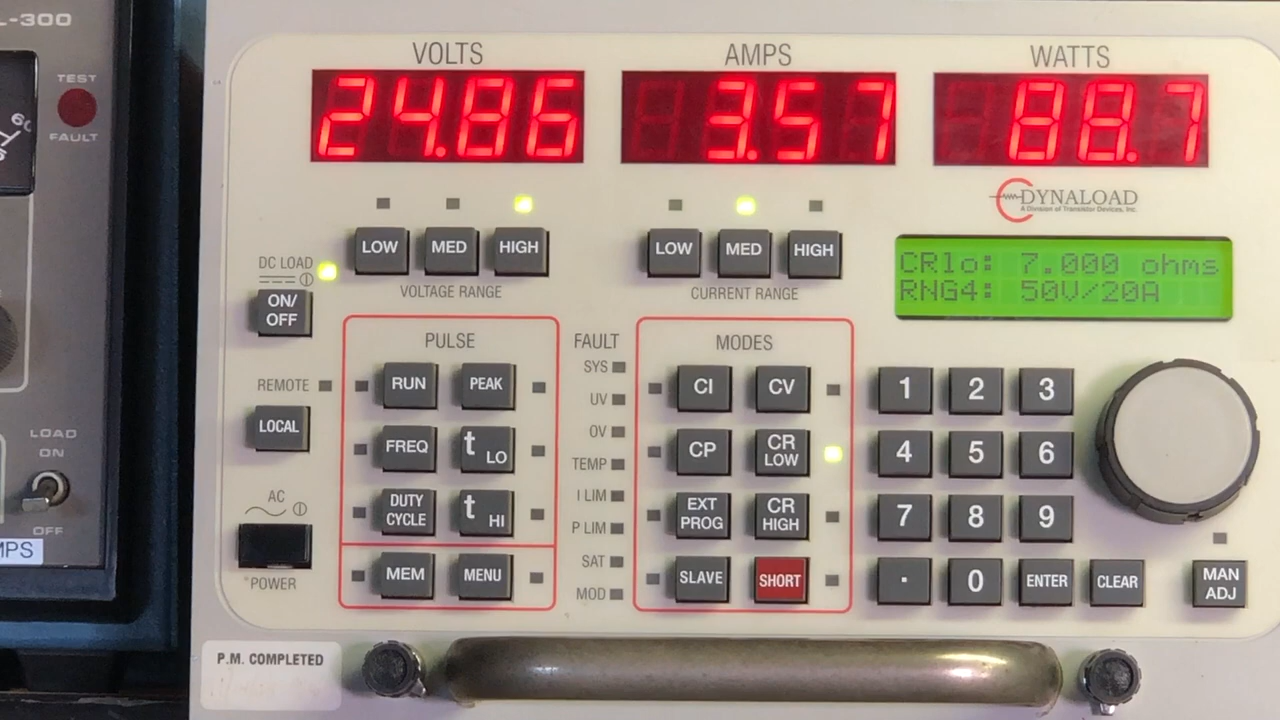 L-300
TEST
FAULT
60
LOAD
ON
OFF
MPS
VOLTS
AMPS
WATTS
24.86
3.57
88.7
DYNALOAD
A Division of Transistor Devices, Inc.
LOW
MED
HIGH
VOLTAGE RANGE
LOW
MED
HIGH
CURRENT RANGE
CRlo: 7.000 ohms
RNG4: 50V/20A
DC LOAD
ON/
OFF
REMOTE
LOCAL
AC
POWER
PULSE
RUN
PEAK
FREQ
t LO
DUTY
CYCLE
t HI
MEM
MENU
FAULT
SYS
UV
OV
TEMP
I LIM
P LIM
SAT
MOD
MODES
CI
CV
CP
CR
LOW
EXT
PROG
CR
HIGH
SLAVE
SHORT
1 2 3
4 5 6
7 8 9
. 0 ENTER CLEAR
MAN
ADJ
P.M. COMPLETED